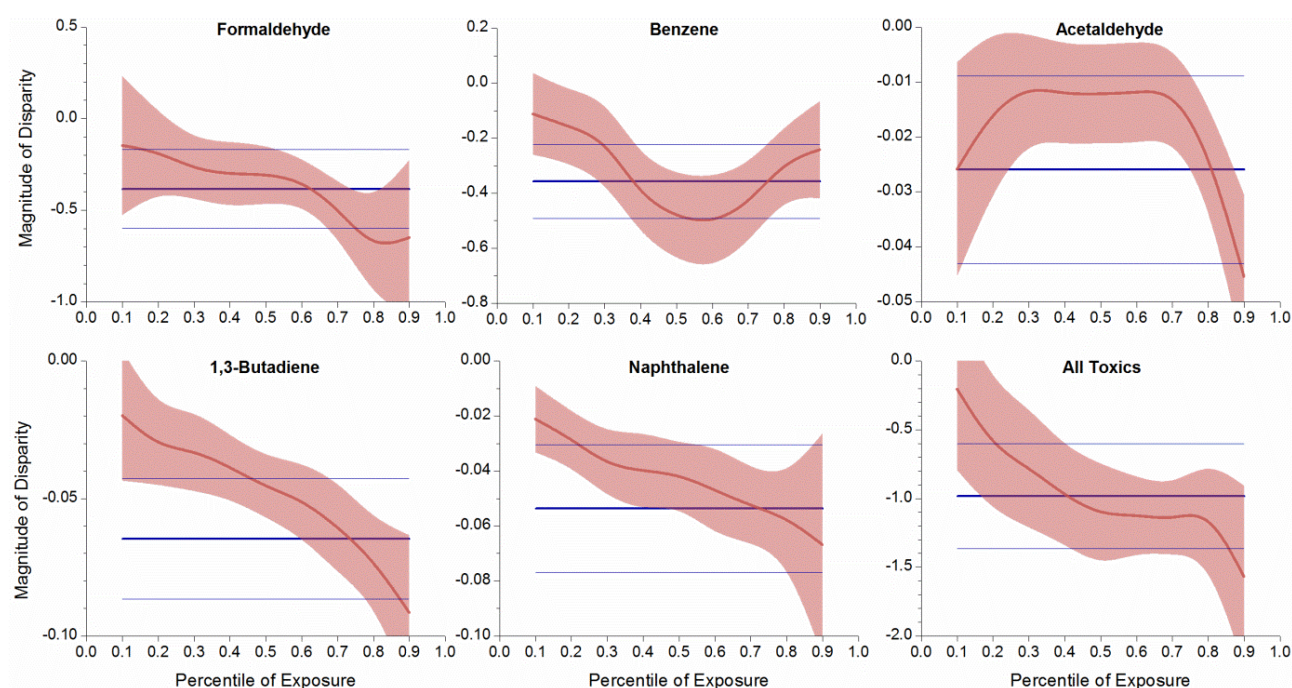 Formaldehyde
Benzene
Acetaldehyde
Magnitude of Disparity
0.5
0.0
-0.5
-1.0
0.2
0.0
-0.2
-0.4
-0.6
-0.8
0.00
-0.01
-0.02
-0.03
-0.04
-0.05
0.0 0.1 0.2 0.3 0.4 0.5 0.6 0.7 0.8 0.9 1.0
0.0 0.1 0.2 0.3 0.4 0.5 0.6 0.7 0.8 0.9 1.0
0.0 0.1 0.2 0.3 0.4 0.5 0.6 0.7 0.8 0.9 1.0
1,3-Butadiene
Naphthalene
All Toxics
Magnitude of Disparity
0.00
-0.05
-0.10
0.00
-0.02
-0.04
-0.06
-0.08
-0.10
0.0
-0.5
-1.0
-1.5
-2.0
0.0 0.1 0.2 0.3 0.4 0.5 0.6 0.7 0.8 0.9 1.0
0.0 0.1 0.2 0.3 0.4 0.5 0.6 0.7 0.8 0.9 1.0
0.0 0.1 0.2 0.3 0.4 0.5 0.6 0.7 0.8 0.9 1.0
Percentile of Exposure
Percentile of Exposure
Percentile of Exposure